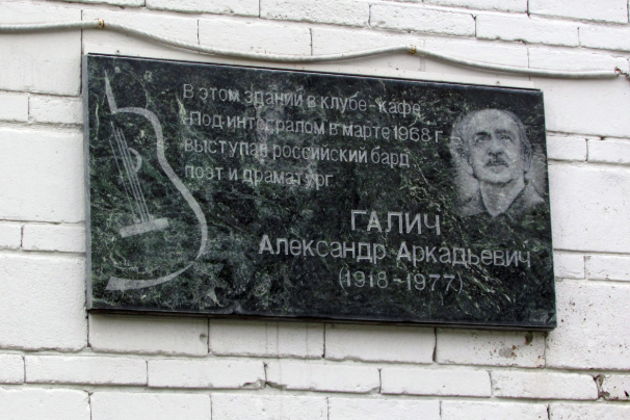 В этом здании в клубе-кафе
"Под интегралом" в марте 1968 г.
выступал российский бард,
поэт и драматург
ГАЛИЧ
Александр Аркадьевич
(1918-1977)